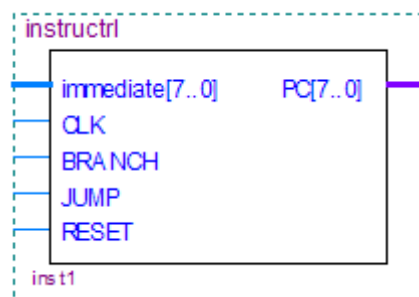 instructrl
immediate[7..0] PC[7..0]
CLK
BRANCH
JUMP
RESET
inst1